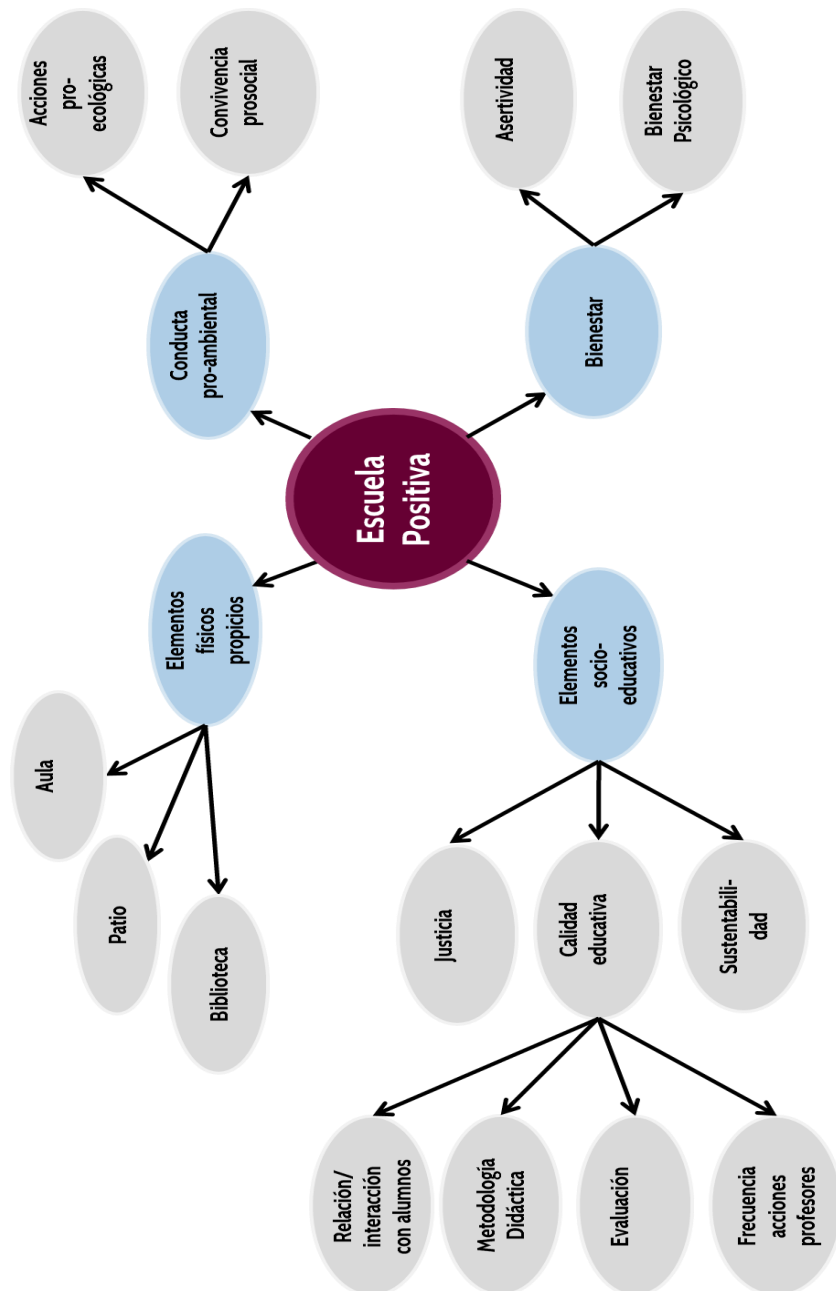 Relación/
interacción
con alumnos
Metodología
Didáctica
Evaluación
Frecuencia
acciones
profesores
Justicia
Calidad
educativa
Sustentabili-
dad
Aula
Patio
Biblioteca
Elementos
físicos
propicios
Elementos
socio-
educativos
Escuela
Positiva
Conducta
pro-ambiental
Bienestar
Acciones
pro-
ecológicas
Convivencia
prosocial
Asertividad
Bienestar
Psicológico